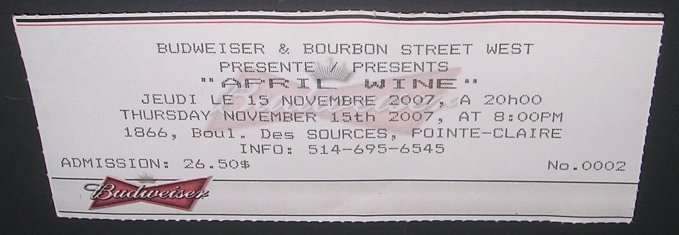 BUDWEISER & BOURBON STREET WEST
PRESENTE / PRESENTS
"APRIL WINE"
JEUDI LE 15 NOVEMBRE 2007, A 20h00
THURSDAY NOVEMBER 15th 2007, AT 8:00PM
1866, Boul. Des SOURCES, POINTE-CLAIRE
INFO: 514-695-6545
ADMISSION: 26.50$ No.0002
Budweiser